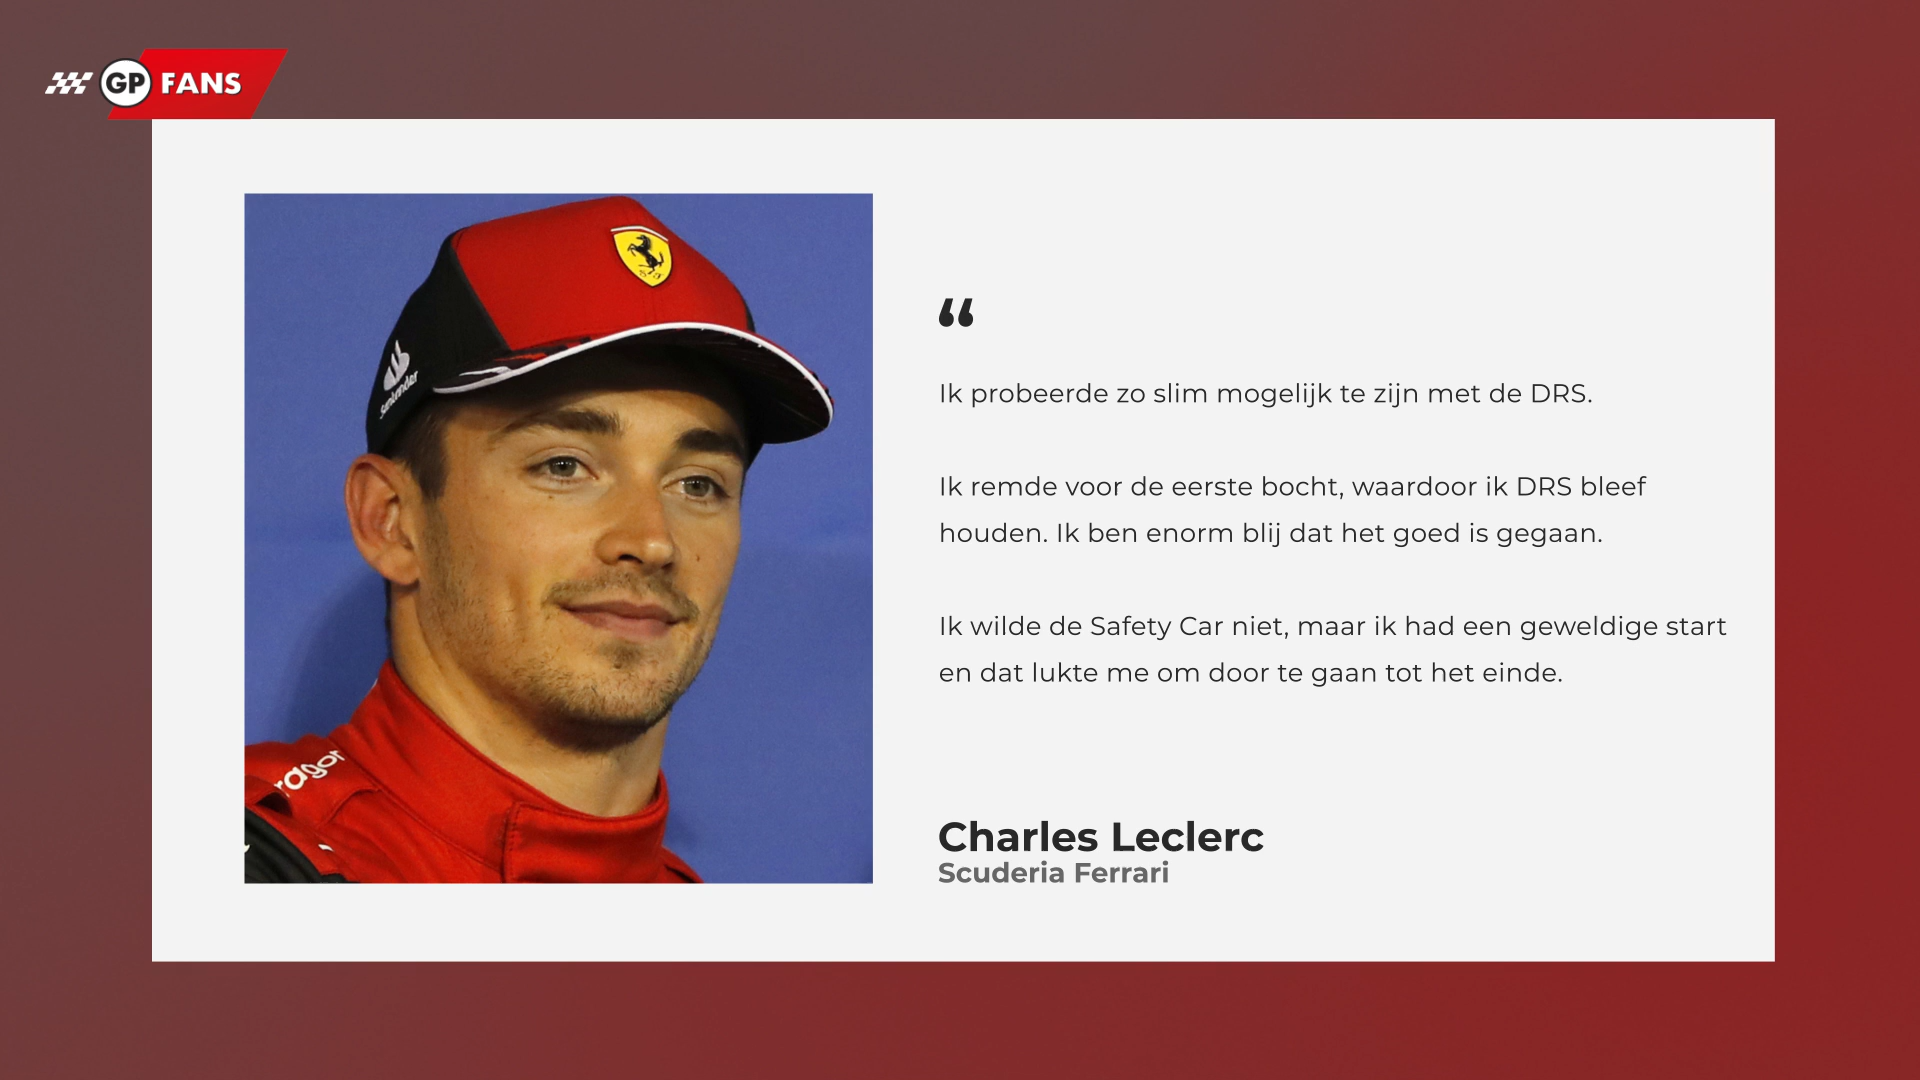 GP FANS
Santander
“
Ik probeerde zo slim mogelijk te zijn met de DRS.
Ik remde voor de eerste bocht, waardoor ik DRS bleef
houden. Ik ben enorm blij dat het goed is gegaan.
Ik wilde de Safety Car niet, maar ik had een geweldige start
en dat lukte me om door te gaan tot het einde.
ragor
Charles Leclerc
Scuderia Ferrari